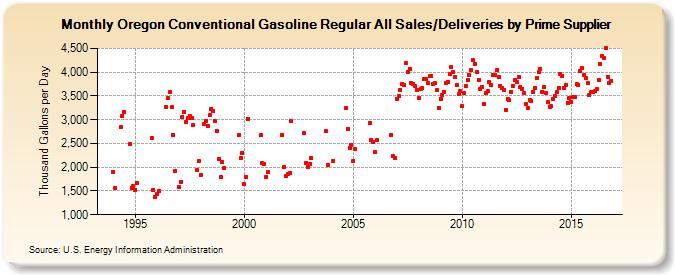 Monthly Oregon Conventional Gasoline Regular All Sales/Deliveries by Prime Supplier
Thousand Gallons per Day
4,500
4,000
3,500
3,000
2,500
2,000
1,500
1,000
1995 2000 2005 2010 2015
Source: U.S. Energy Information Administration